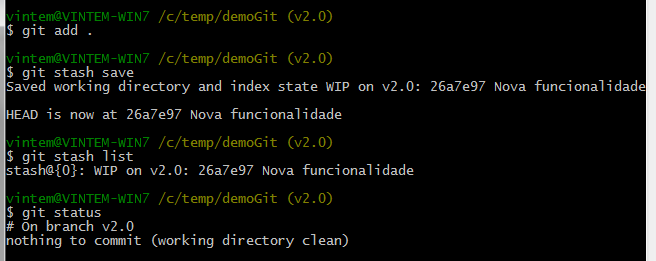 vintem@VINTEM-WIN7 /c/temp/demoGit (v2.0)
$ git add .
vintem@VINTEM-WIN7 /c/temp/demoGit (v2.0)
$ git stash save
Saved working directory and index state WIP on v2.0: 26a7e97 Nova funcionalidade
HEAD is now at 26a7e97 Nova funcionalidade
vintem@VINTEM-WIN7 /c/temp/demoGit (v2.0)
$ git stash list
stash@{0}: WIP on v2.0: 26a7e97 Nova funcionalidade
vintem@VINTEM-WIN7 /c/temp/demoGit (v2.0)
$ git status
# On branch v2.0
nothing to commit (working directory clean)